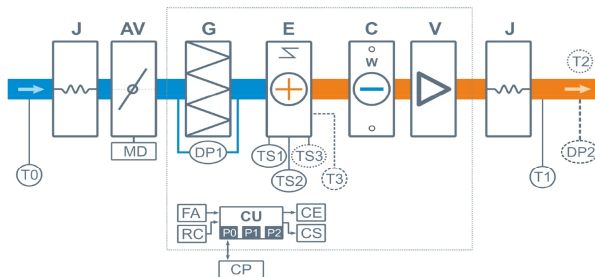 J AV G E C V J
W
T2
MD
DP1
TS1 TS3
T0
TS2
T3
T1
DP2
FA CU CE
RC P0 P1 P2 CS
CP